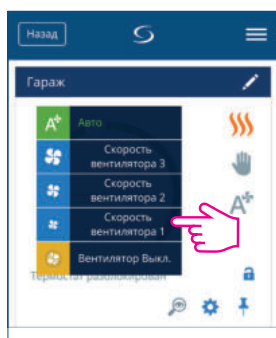 Назад
Гараж
Авто
Скорость
вентилятора 3
Скорость
вентилятора 2
Скорость
вентилятора 1
Вентилятор Выкл.
Термостат разблокирован